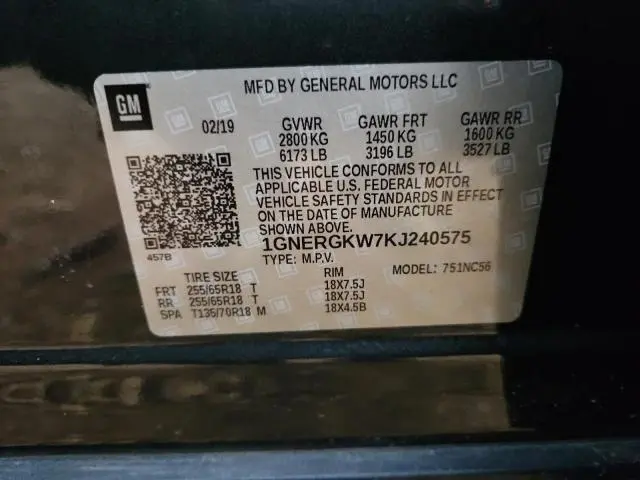 MFD BY GENERAL MOTORS LLC
GM
02/19 GVWR GAWR FRT GAWR RR
2800 KG 1450 KG 1600 KG
6173 LB 3196 LB 3527 LB
THIS VEHICLE CONFORMS TO ALL
APPLICABLE U.S. FEDERAL MOTOR
VEHICLE SAFETY STANDARDS IN EFFECT
ON THE DATE OF MANUFACTURE
SHOWN ABOVE.
457B
1GNERGKW7KJ240575
TYPE: M.P.V. MODEL: 751NC56
TIRE SIZE RIM
FRT 255/65R18 T 18X7.5J
RR 255/65R18 T 18X7.5J
SPA T135/70R18 M 18X4.5B